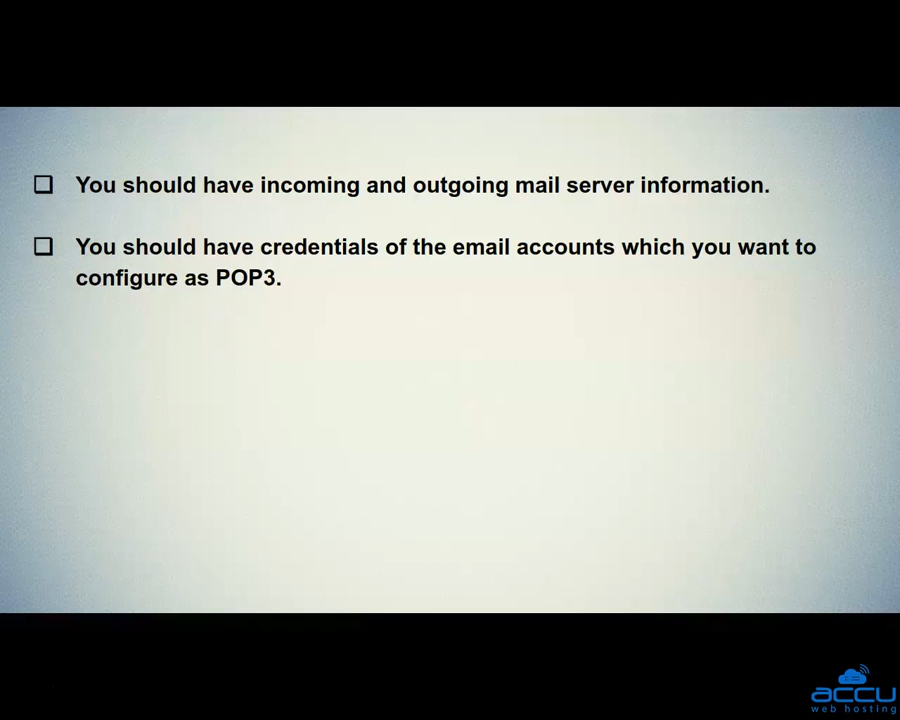 You should have incoming and outgoing mail server information.
You should have credentials of the email accounts which you want to
configure as POP3.
accu
web hosting